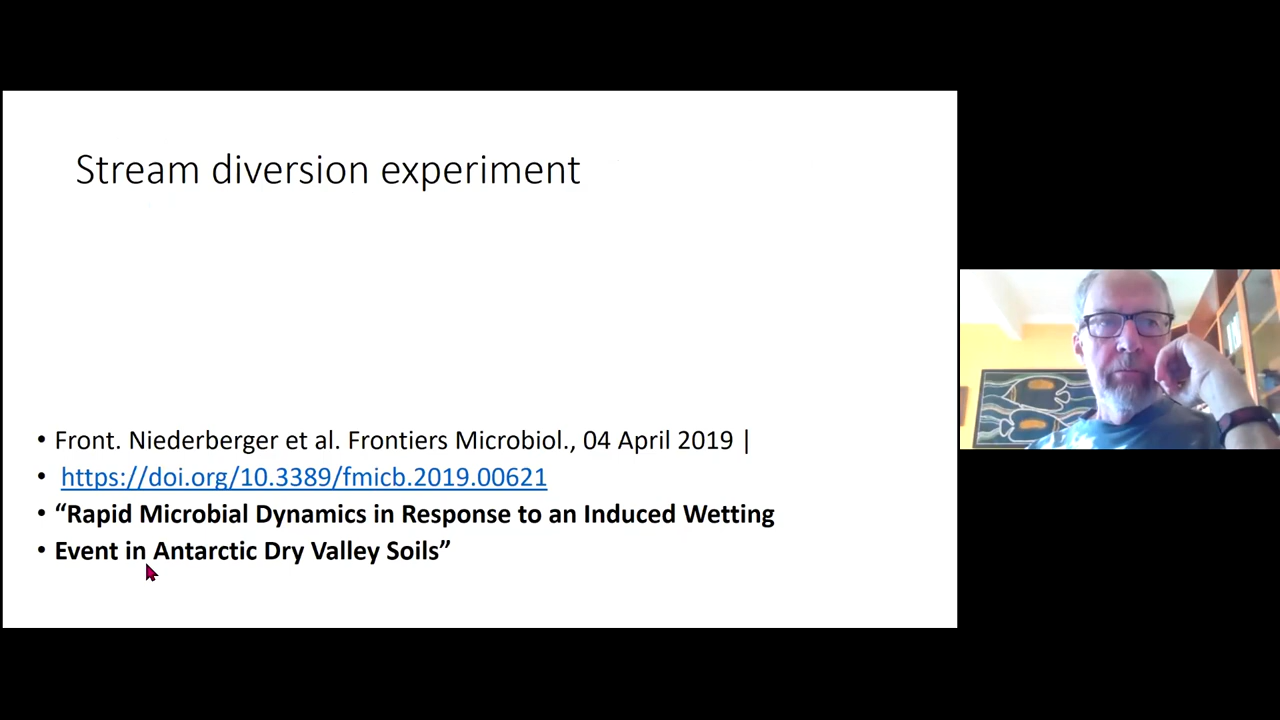 Stream diversion experiment
• Front. Niederberger et al. Frontiers Microbiol., 04 April 2019 |
• https://doi.org/10.3389/fmicb.2019.00621
• “Rapid Microbial Dynamics in Response to an Induced Wetting
• Event in Antarctic Dry Valley Soils”